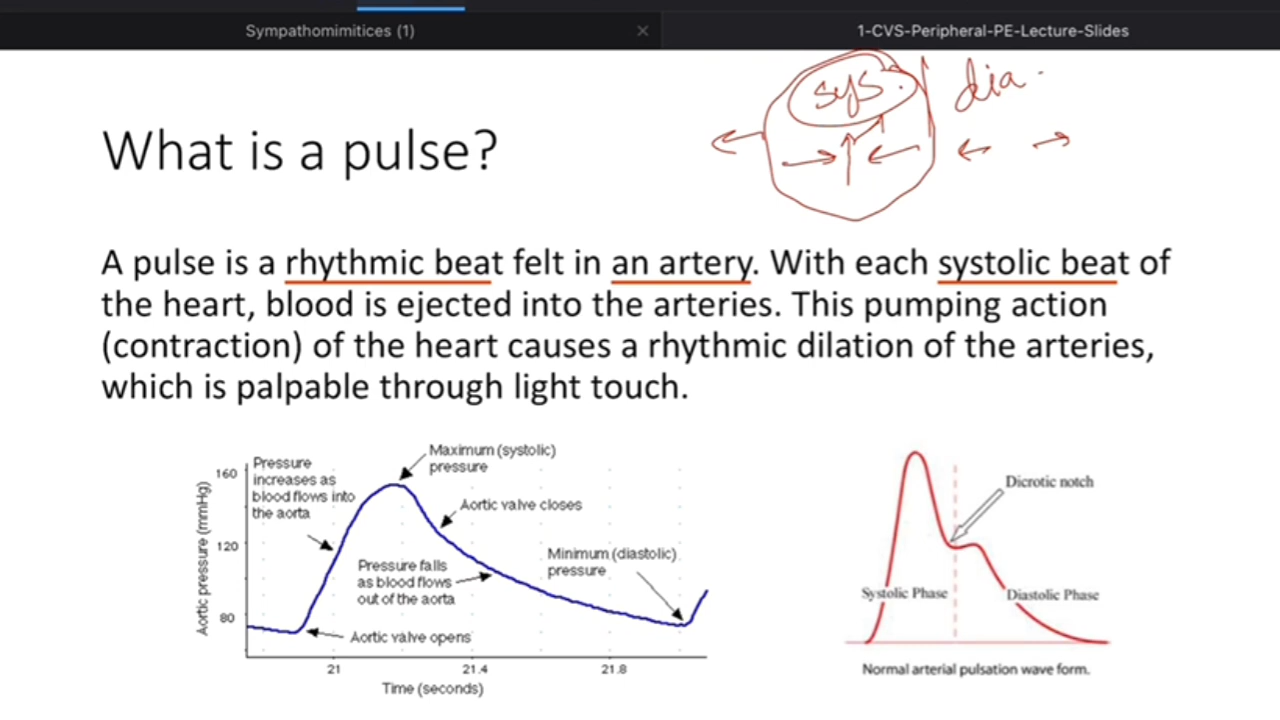 Sympathomimitices (1)
1-CVS-Peripheral-PE-Lecture-Slides
sys.
dia.
What is a pulse?
A pulse is a rhythmic beat felt in an artery. With each systolic beat of
the heart, blood is ejected into the arteries. This pumping action
(contraction) of the heart causes a rhythmic dilation of the arteries,
which is palpable through light touch.
Aortic pressure (mmHg)
160
120
80
Pressure
increases as
blood flows into
the aorta
Maximum (systolic)
pressure
Aortic valve closes
Pressure falls
as blood flows
out of the aorta
Minimum (diastolic)
pressure
Aortic valve opens
21
21.4
21.8
Time (seconds)
Dicrotic notch
Systolic Phase
Diastolic Phase
Normal arterial pulsation wave form.